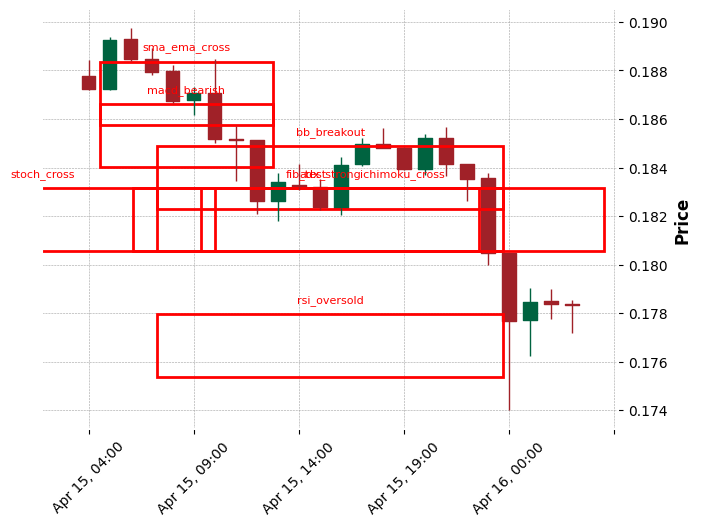 sma_ema_cross
macd_bearish
bb_breakout
stoch_cross
rsi_oversold
0.190
0.188
0.186
0.184
0.182
0.180
0.178
0.176
0.174
Price
Apr 15, 04:00
Apr 15, 09:00
Apr 15, 14:00
Apr 15, 19:00
Apr 16, 00:00